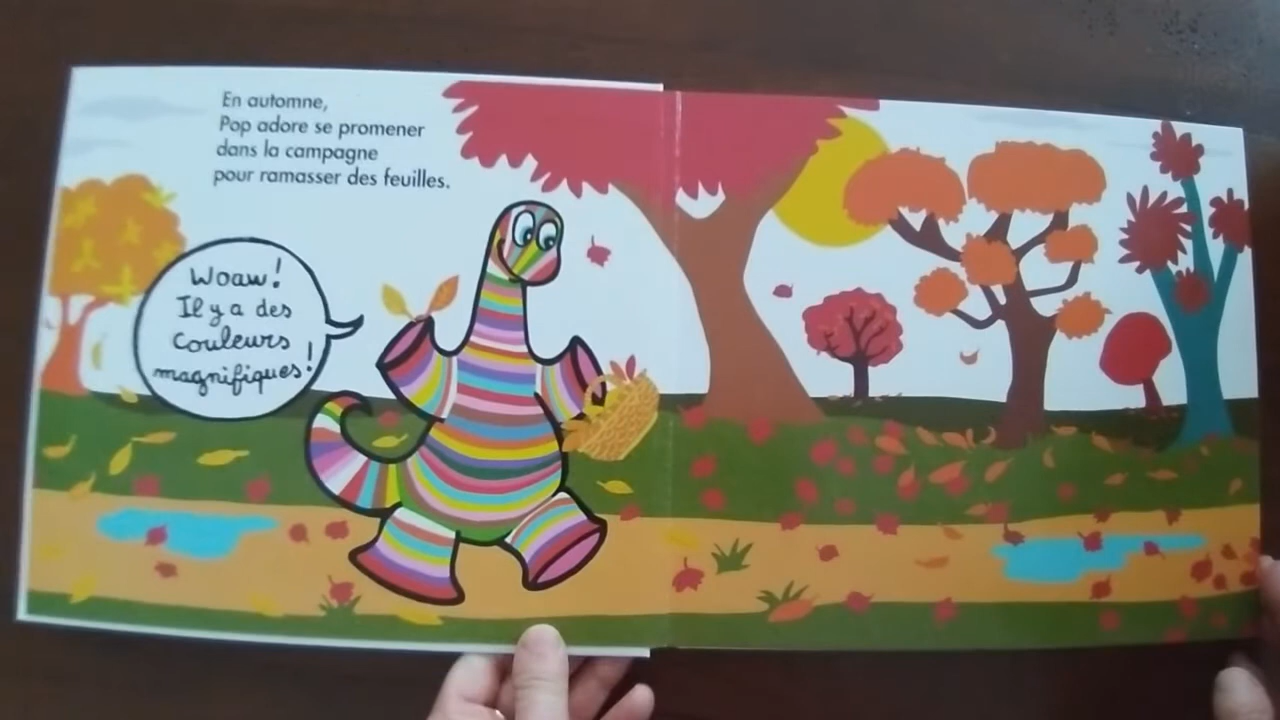 En automne,
Pop adore se promener
dans la campagne
pour ramasser des feuilles.
Woaw!
Il y a des
couleurs
magnifiques!